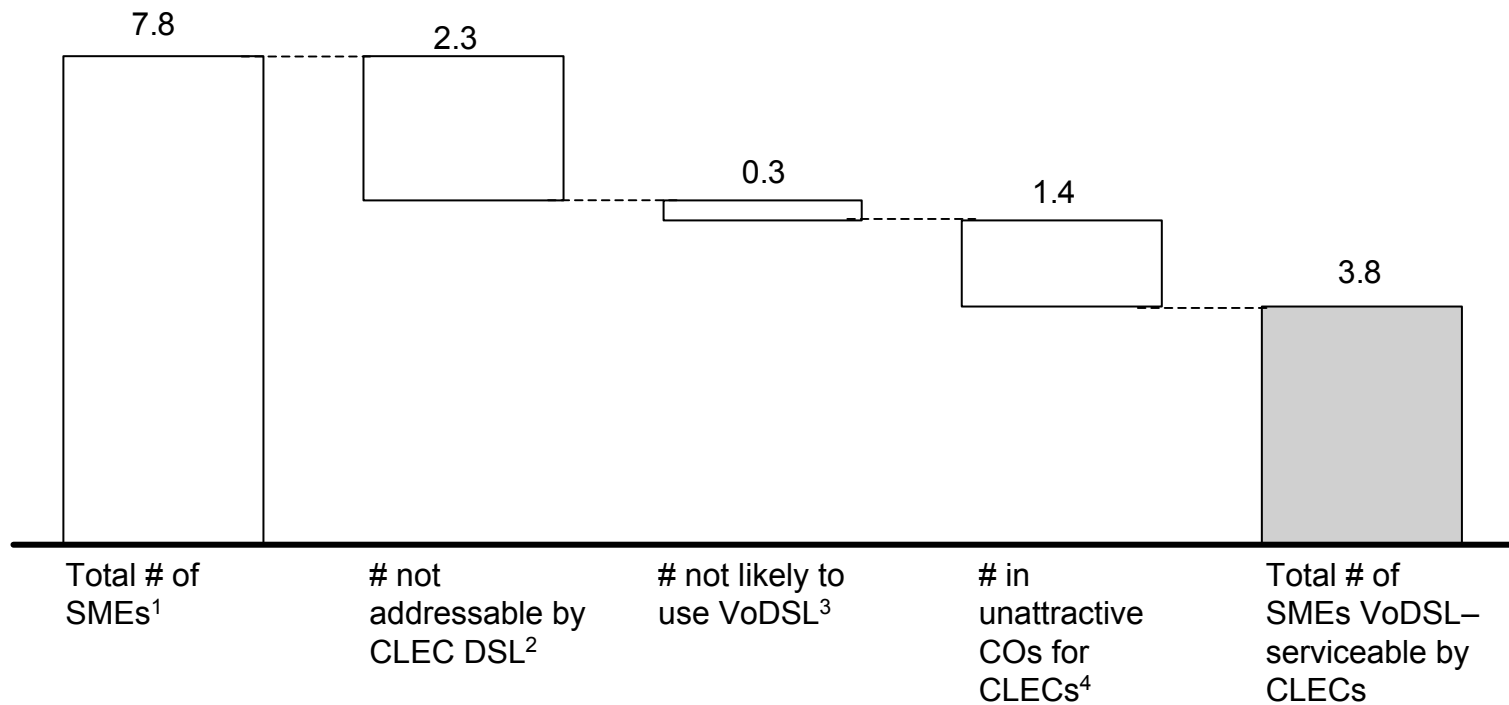 7.8
2.3
0.3
1.4
3.8
Total # of
SMEs¹
# not
addressable by
CLEC DSL²
# not likely to
use VoDSL³
# in
unattractive
COs for
CLECs⁴
Total # of
SMEs VoDSL–
serviceable by
CLECs